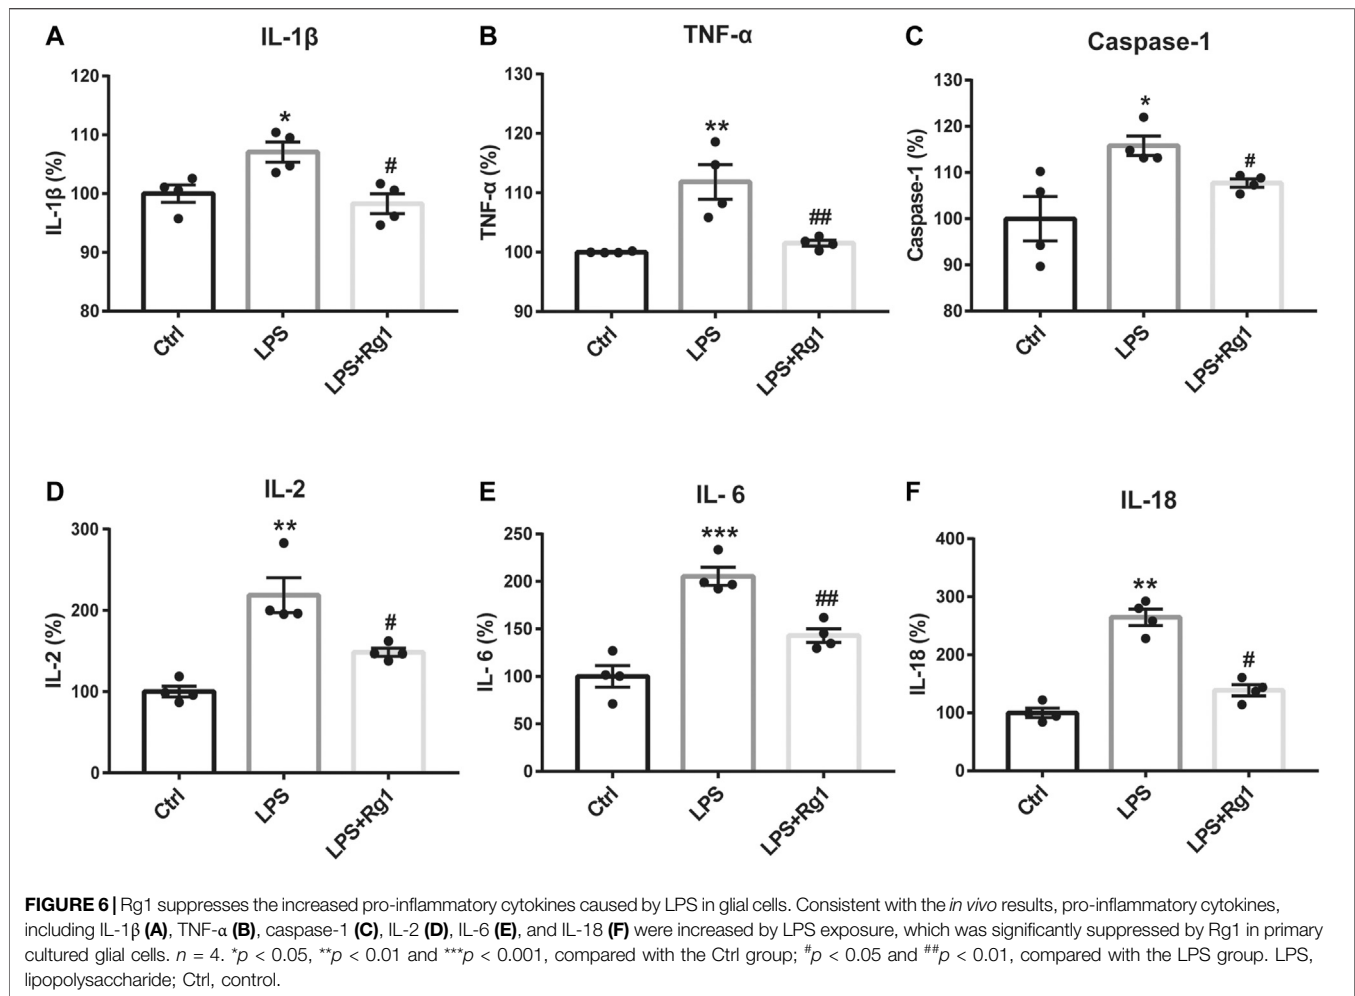 A
IL-1β
IL-1β (%)
120
110
100
90
80
*
#
Ctrl
LPS
LPS+Rg1
B
TNF-α
TNF-α (%)
130
120
110
100
90
**
##
Ctrl
LPS
LPS+Rg1
C
Caspase-1
Caspase-1 (%)
130
120
110
100
90
80
*
#
Ctrl
LPS
LPS+Rg1
D
IL-2
IL-2 (%)
300
200
100
0
**
#
Ctrl
LPS
LPS+Rg1
E
IL- 6
IL- 6 (%)
250
200
150
100
50
0
***
##
Ctrl
LPS
LPS+Rg1
F
IL-18
IL-18 (%)
400
300
200
100
0
**
#
Ctrl
LPS
LPS+Rg1
FIGURE 6 | Rg1 suppresses the increased pro-inflammatory cytokines caused by LPS in glial cells. Consistent with the in vivo results, pro-inflammatory cytokines,
including IL-1β (A), TNF-α (B), caspase-1 (C), IL-2 (D), IL-6 (E), and IL-18 (F) were increased by LPS exposure, which was significantly suppressed by Rg1 in primary
cultured glial cells. n = 4. *p < 0.05, **p < 0.01 and ***p < 0.001, compared with the Ctrl group; #p < 0.05 and ##p < 0.01, compared with the LPS group. LPS,
lipopolysaccharide; Ctrl, control.